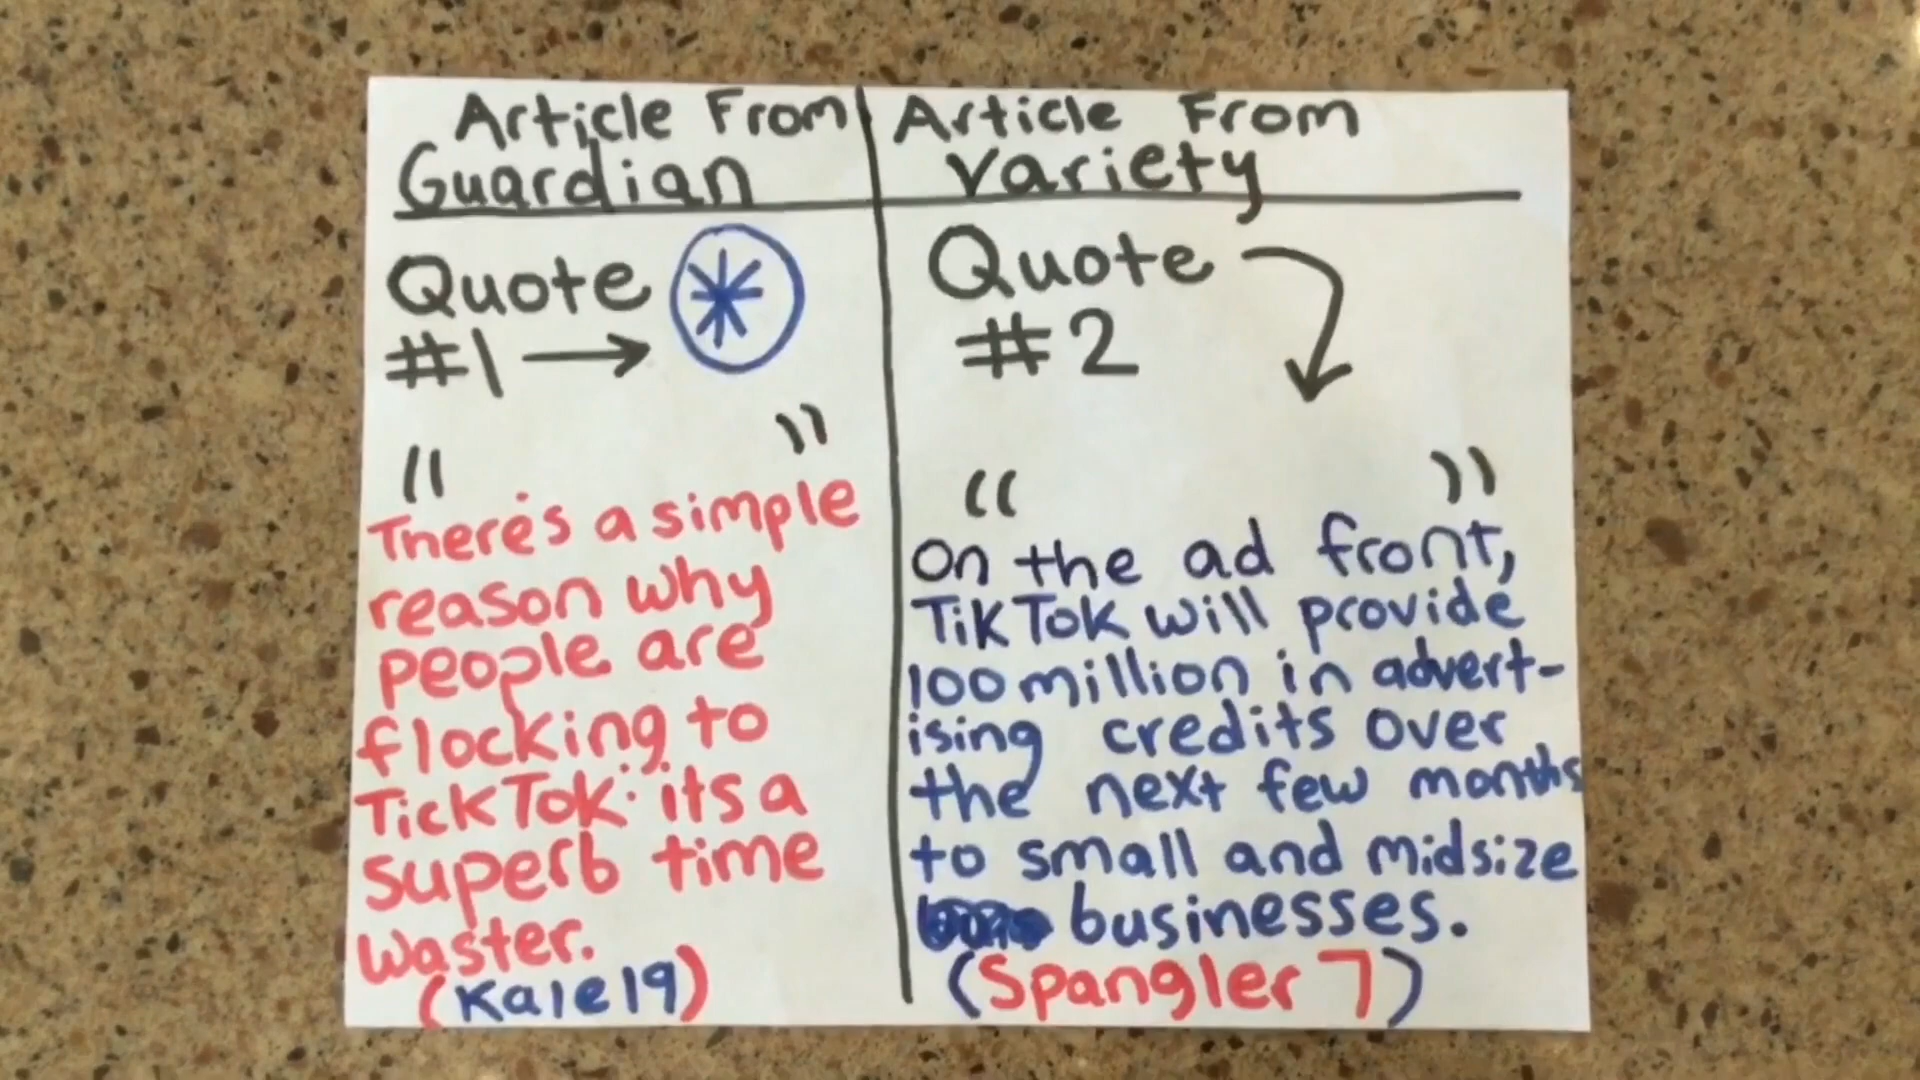 Article From
Guardian
Quote
#1 →
"            "
There's a simple
reason why
people are
flocking to
TickTok: its a
superb time
waster.
(Kale 19)
Article From
Variety
Quote
#2
"            "
On the ad front,
TikTok will provide
100 million in advert-
ising credits over
the next few months
to small and midsize
businesses.
(Spangler 7)